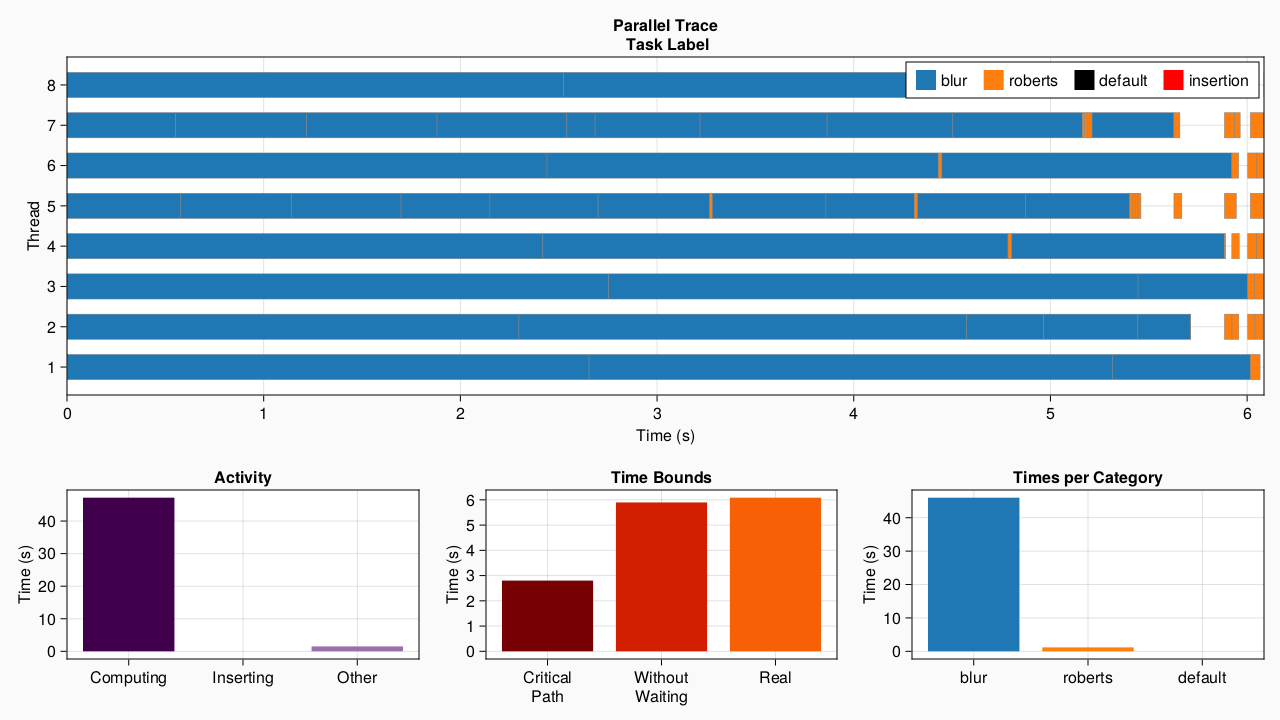 Parallel Trace
Task Label
blur roberts default insertion
Thread
8
7
6
5
4
3
2
1
0 1 2 3 4 5 6
Time (s)
Activity
Time (s)
40
30
20
10
0
Computing Inserting Other
Time Bounds
Time (s)
6
5
4
3
2
1
0
Critical Path Without Waiting Real
Times per Category
Time (s)
40
30
20
10
0
blur roberts default